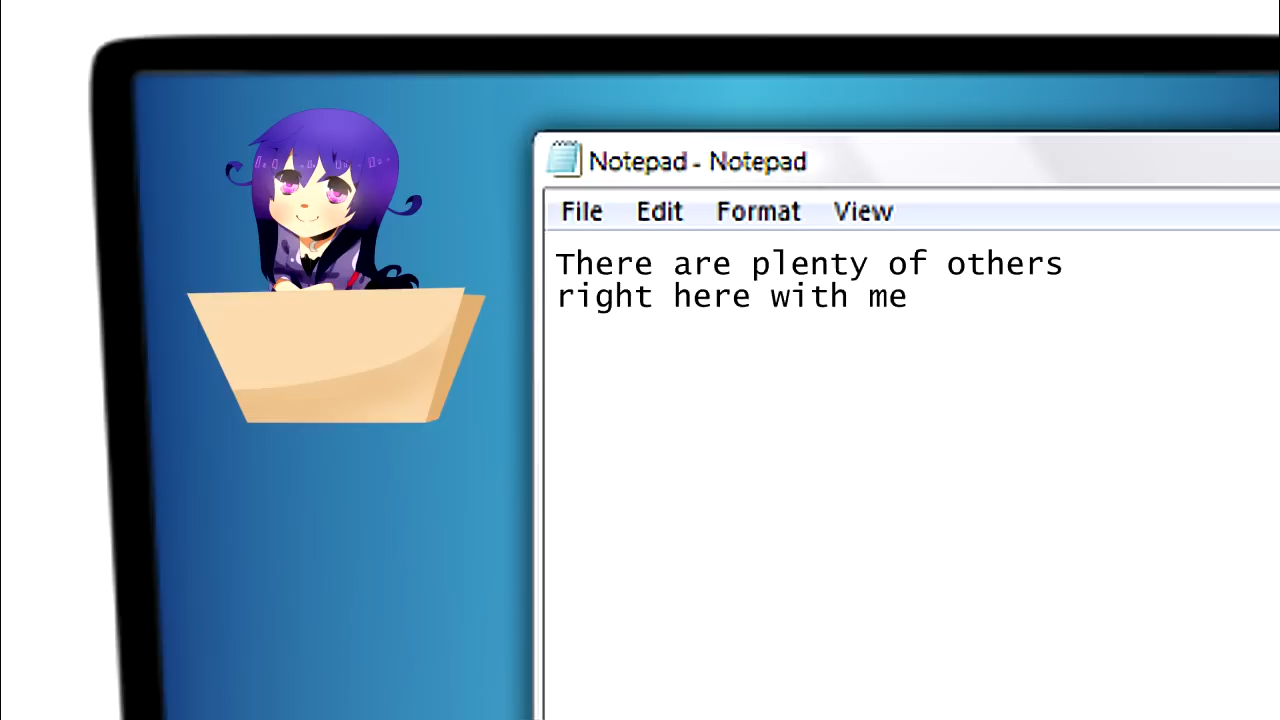 Notepad - Notepad
File Edit Format View
There are plenty of others
right here with me